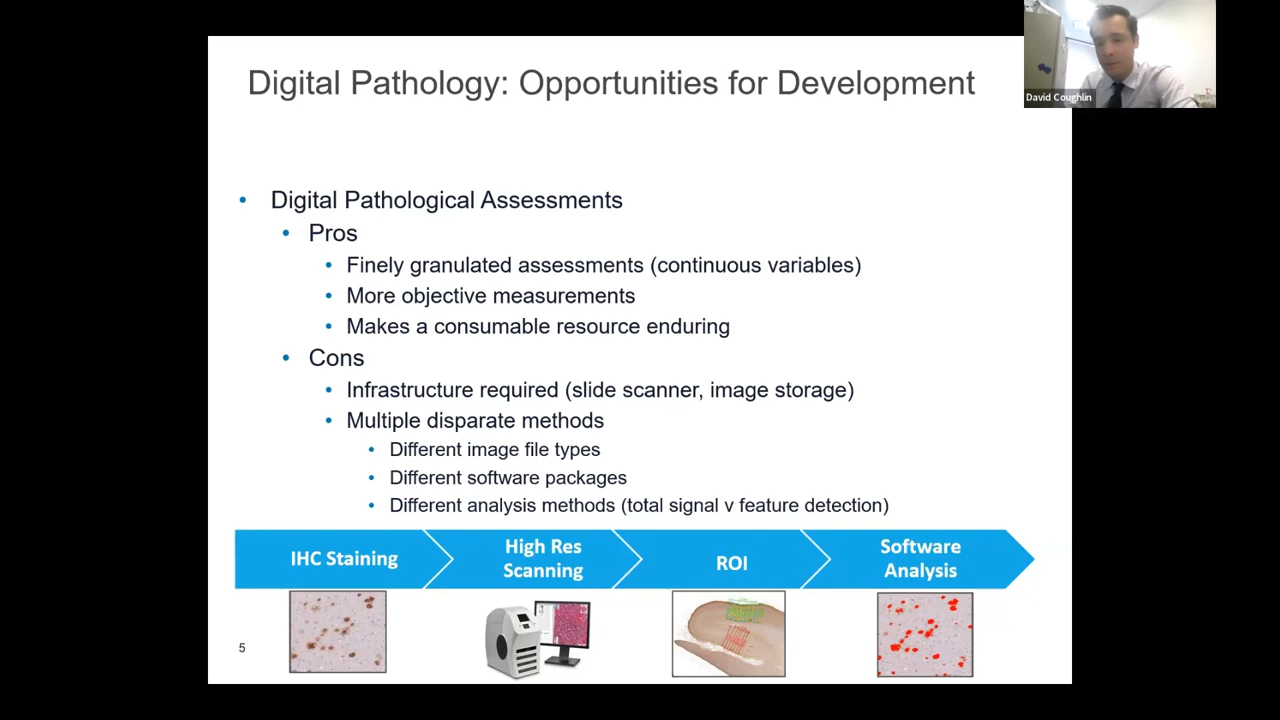 Digital Pathology: Opportunities for Development
David Coughlin
• Digital Pathological Assessments
• Pros
• Finely granulated assessments (continuous variables)
• More objective measurements
• Makes a consumable resource enduring
• Cons
• Infrastructure required (slide scanner, image storage)
• Multiple disparate methods
• Different image file types
• Different software packages
• Different analysis methods (total signal v feature detection)
IHC Staining
High Res
Scanning
ROI
Software
Analysis
5